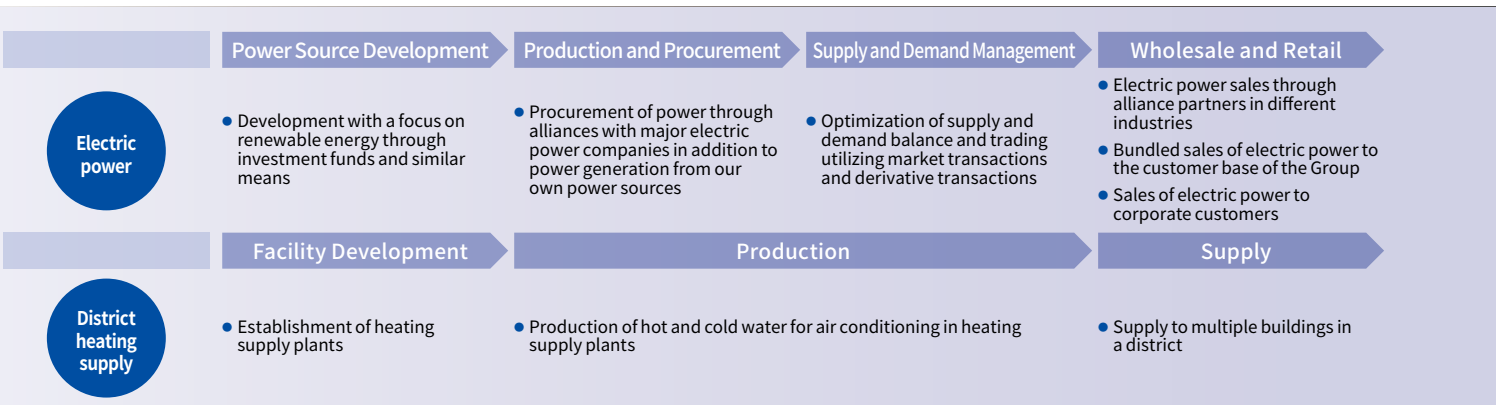 Power Source Development
Production and Procurement
Supply and Demand Management
Wholesale and Retail
Electric
power
● Development with a focus on
renewable energy through
investment funds and similar
means
● Procurement of power through
alliances with major electric
power companies in addition to
power generation from our
own power sources
● Optimization of supply and
demand balance and trading
utilizing market transactions
and derivative transactions
● Electric power sales through
alliance partners in different
industries
● Bundled sales of electric power to
the customer base of the Group
● Sales of electric power to
corporate customers
Facility Development
Production
Supply
District
heating
supply
● Establishment of heating
supply plants
● Production of hot and cold water for air conditioning in heating
supply plants
● Supply to multiple buildings in
a district